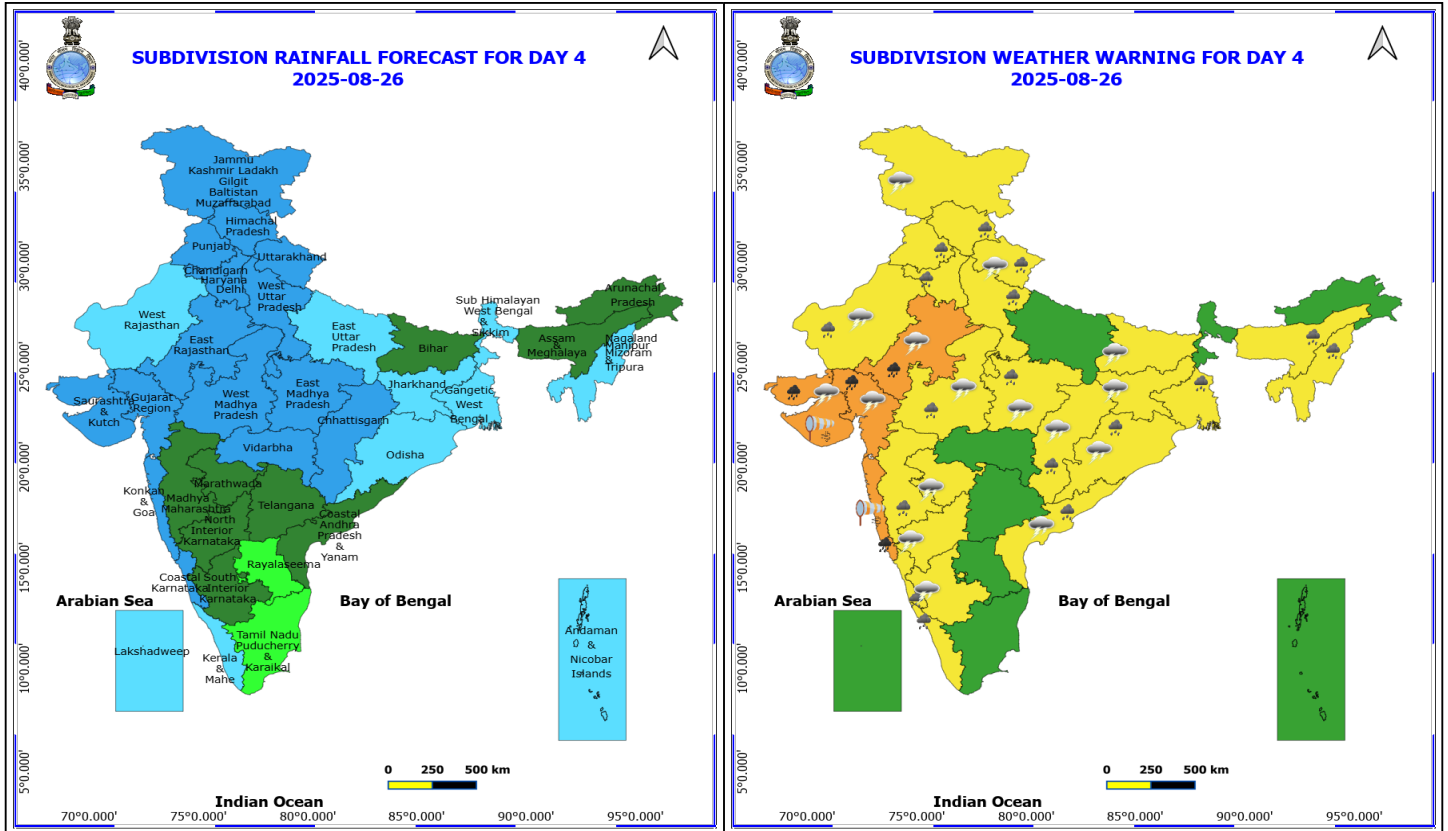 SUBDIVISION RAINFALL FORECAST FOR DAY 4
2025-08-26
40°0.000'
35°0.000'
30°0.000'
25°0.000'
20°0.000'
15°0.000'
10°0.000'
5°0.000'
Jammu
Kashmir Ladakh
Gilgit
Baltistan
Muzaffarabad
Himachal
Pradesh
Punjab
Uttarakhand
Chandigarh
Haryana
Delhi
West
Uttar
Pradesh
West
Rajasthan
East
Rajasthan
East
Uttar
Pradesh
Bihar
Sub Himalayan
West Bengal
&
Sikkim
Arunachal
Pradesh
Assam
&
Meghalaya
Nagaland
Manipur
Mizoram
&
Tripura
Jharkhand
Gangetic
West
Bengal
Saurashtra
&
Kutch
Gujarat
Region
West
Madhya
Pradesh
East
Madhya
Pradesh
Chhattisgarh
Vidarbha
Odisha
Konkan
&
Goa
Madhya
Maharashtra
Marathwada
Telangana
North
Interior
Karnataka
Coastal
Andhra
Pradesh
&
Yanam
Rayalaseema
Coastal
Karnataka
South
Interior
Karnataka
Tamil Nadu
Puducherry
&
Karaikal
Kerala
&
Mahe
Lakshadweep
Andaman
&
Nicobar
Islands
Arabian Sea
Bay of Bengal
Indian Ocean
0 250 500 km
70°0.000' 75°0.000' 80°0.000' 85°0.000' 90°0.000' 95°0.000'
SUBDIVISION WEATHER WARNING FOR DAY 4
2025-08-26
40°0.000'
35°0.000'
30°0.000'
25°0.000'
20°0.000'
15°0.000'
10°0.000'
5°0.000'
Arabian Sea
Bay of Bengal
Indian Ocean
0 250 500 km
70°0.000' 75°0.000' 80°0.000' 85°0.000' 90°0.000' 95°0.000'